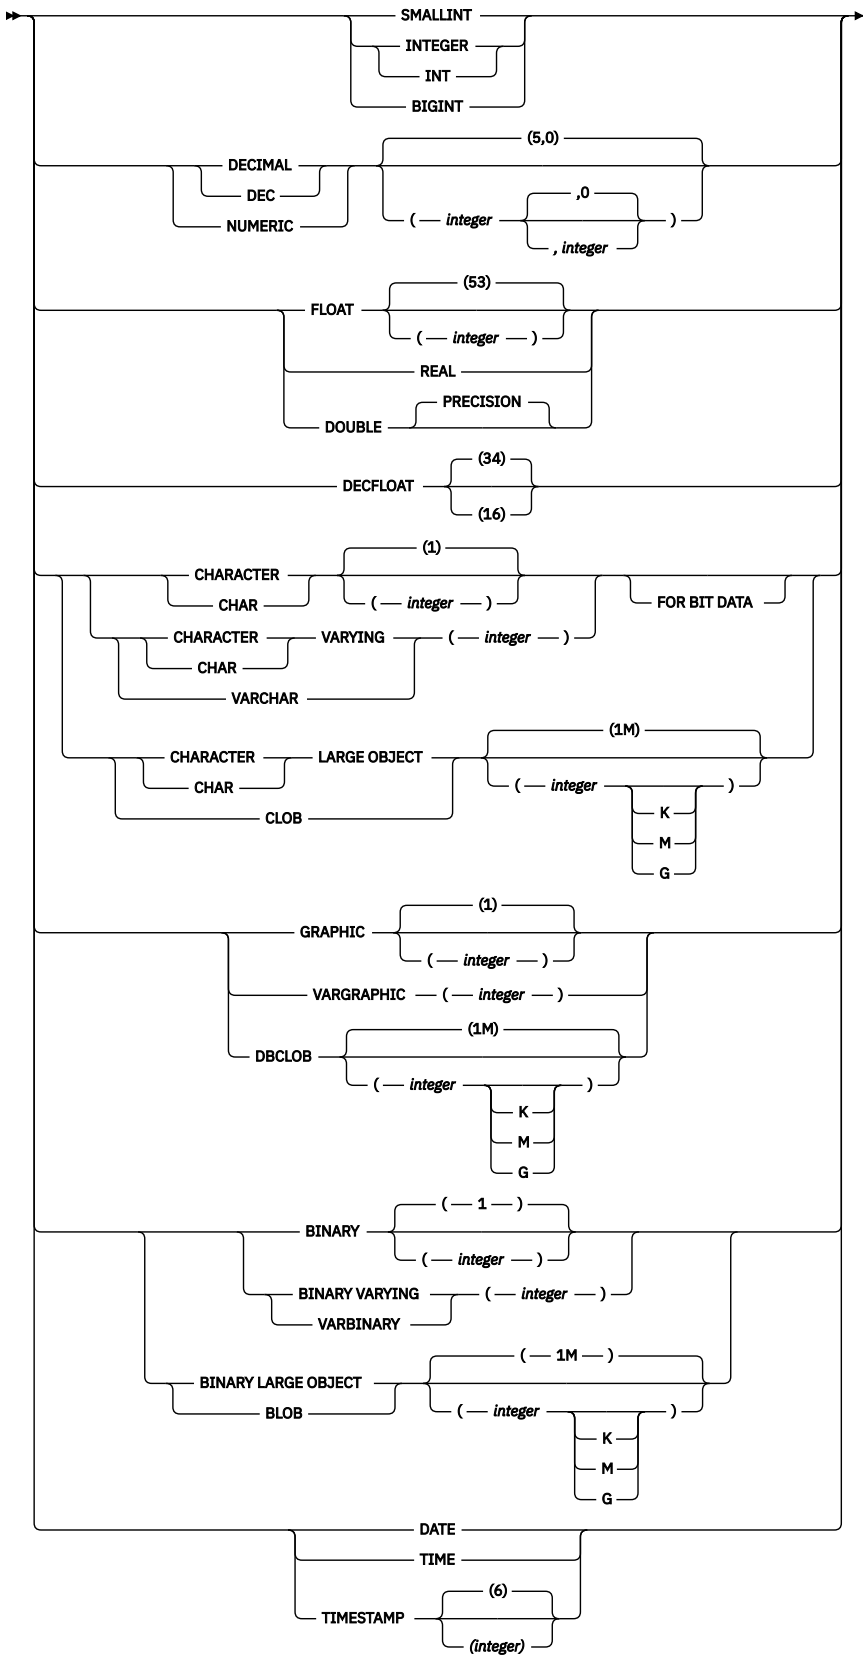 SMALLINT
INTEGER
INT
BIGINT
(5,0)
DECIMAL
DEC
NUMERIC
,0
( integer )
, integer
(53)
FLOAT
( integer )
REAL
PRECISION
DOUBLE
(34)
DECFLOAT
(16)
(1)
CHARACTER
CHAR ( integer ) FOR BIT DATA
CHARACTER VARYING ( integer )
CHAR
VARCHAR
(1M)
CHARACTER LARGE OBJECT
CHAR ( integer )
K
CLOB
M
G
(1)
GRAPHIC
( integer )
VARGRAPHIC ( integer )
(1M)
DBCLOB
( integer )
K
M
G
( 1 )
BINARY
( integer )
BINARY VARYING ( integer )
VARBINARY
( 1M )
BINARY LARGE OBJECT
BLOB ( integer )
K
M
G
DATE
TIME
(6)
TIMESTAMP
(integer)